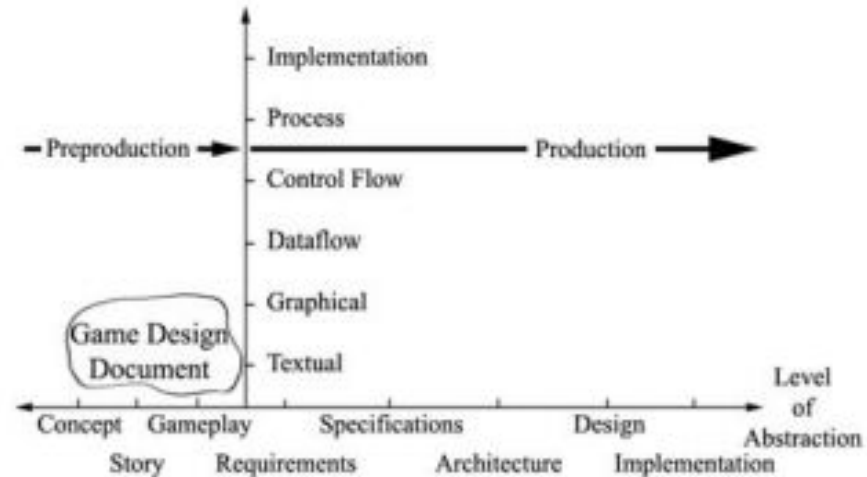 Implementation
Process
Preproduction
Production
Control Flow
Dataflow
Graphical
Game Design
Document
Textual
Level
of
Abstraction
Concept
Gameplay
Specifications
Design
Story
Requirements
Architecture
Implementation